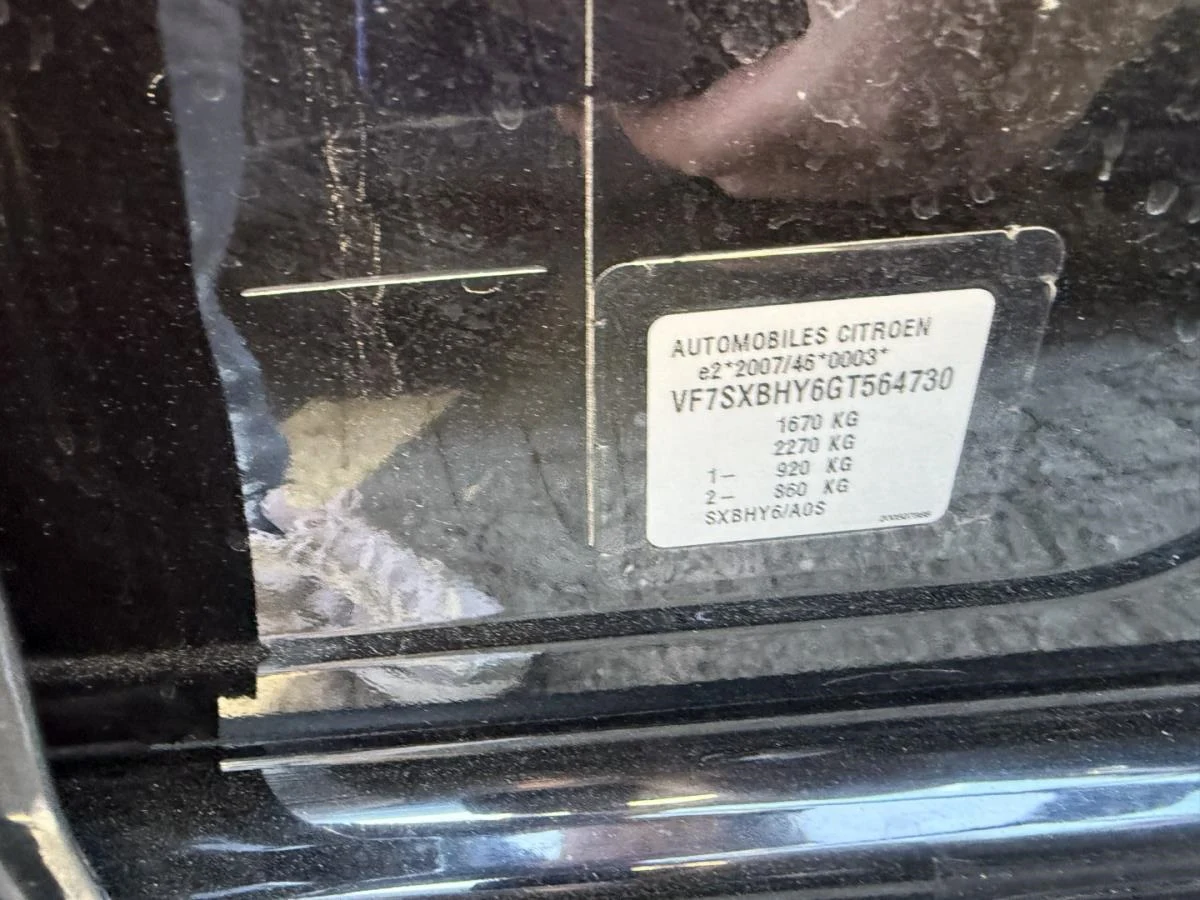 AUTOMOBILES CITROEN
e2*2007/46*0003*
VF7SXBHY6GT564730
1670 KG
2270 KG
1- 920 KG
2- 860 KG
SXBHY6/A0S